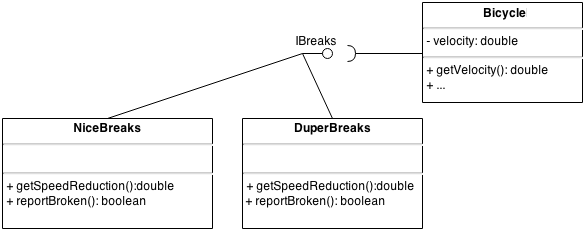 Bicycle
IBreaks
- velocity: double
+ getVelocity(): double
+ ...
NiceBreaks
DuperBreaks
+ getSpeedReduction():double
+ reportBroken(): boolean
+ getSpeedReduction():double
+ reportBroken(): boolean